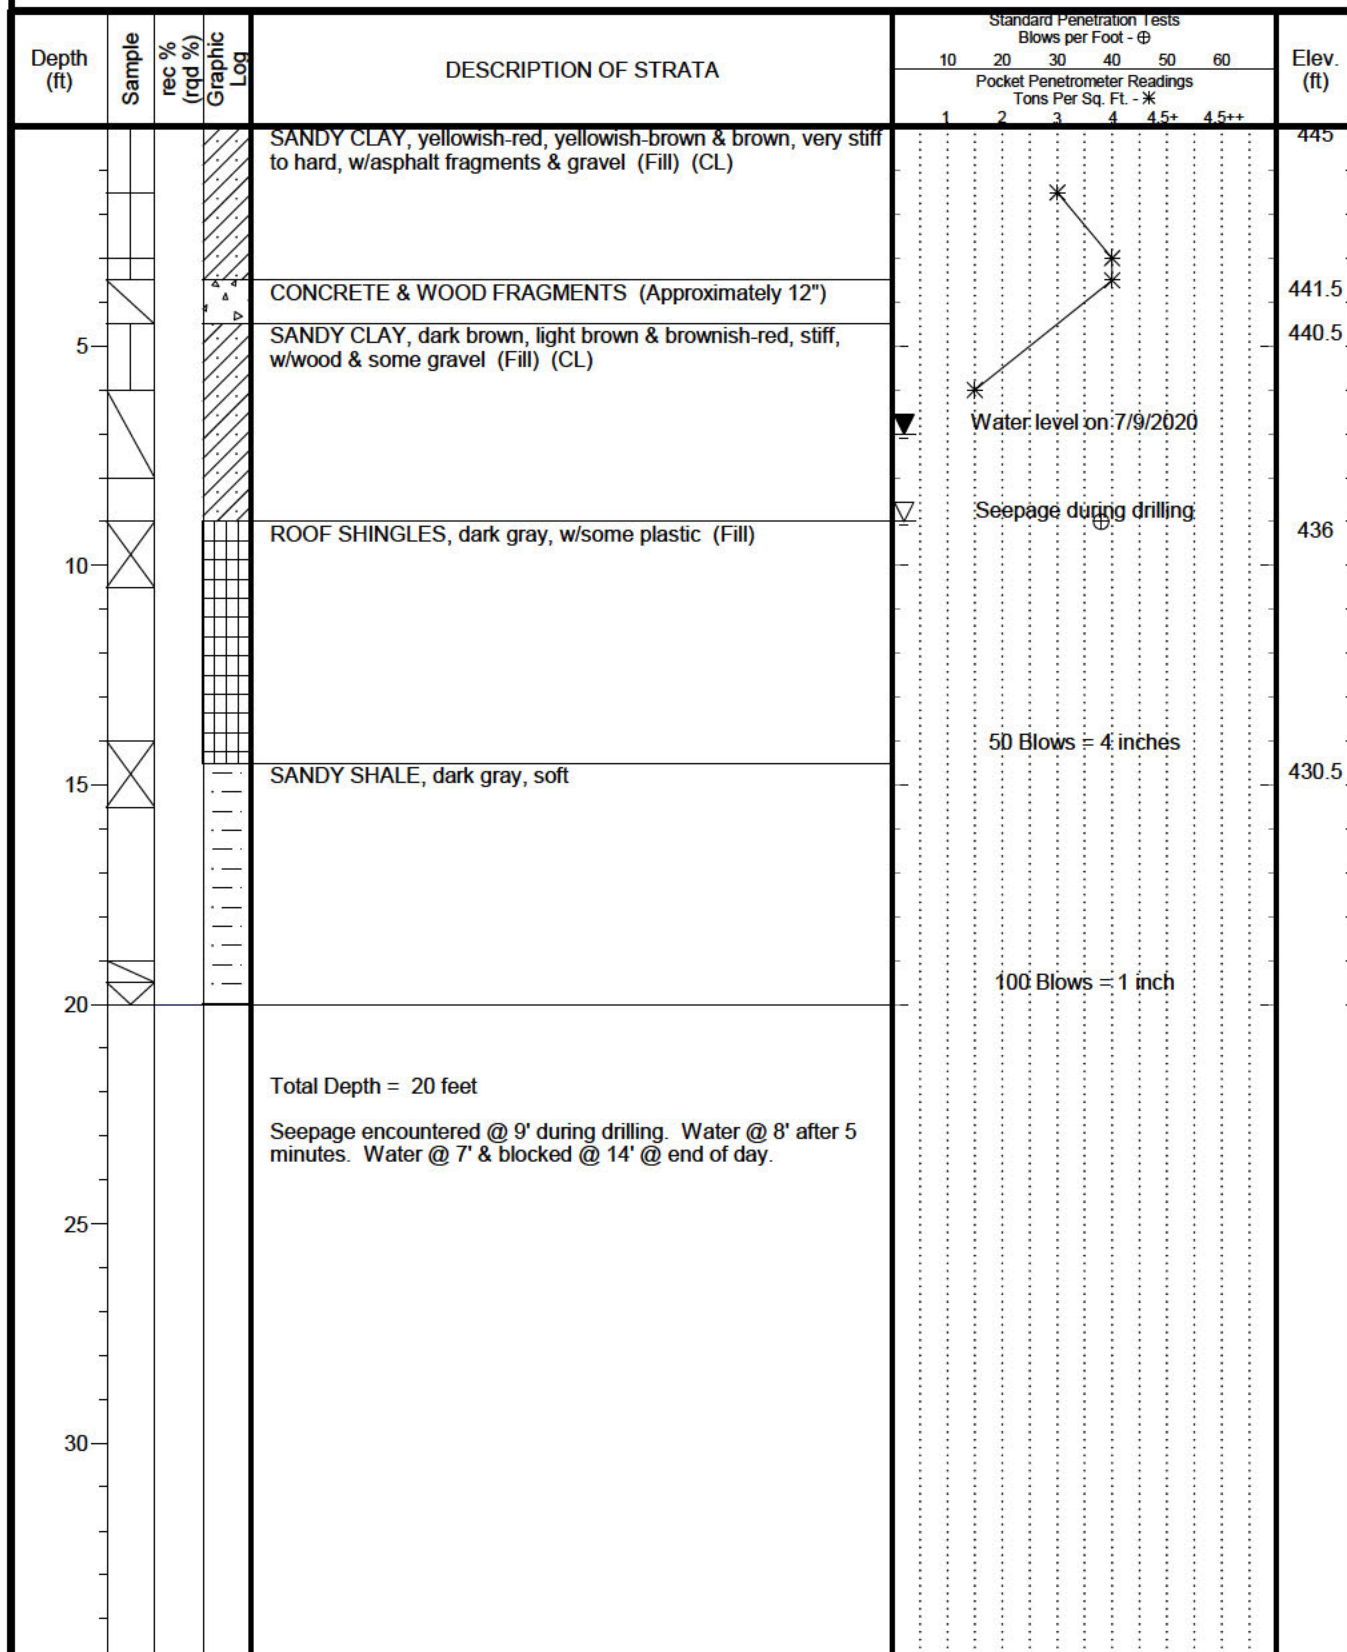 Depth
(ft)
Sample
rec %
(rqd %)
Graphic
Log
DESCRIPTION OF STRATA
Standard Penetration Tests
Blows per Foot - ⊕
10 20 30 40 50 60
Pocket Penetrometer Readings
Tons Per Sq. Ft. - ✳
1 2 3 4 4.5+ 4.5++
Elev.
(ft)
SANDY CLAY, yellowish-red, yellowish-brown & brown, very stiff
to hard, w/asphalt fragments & gravel (Fill) (CL)
445
CONCRETE & WOOD FRAGMENTS (Approximately 12")
441.5
5
SANDY CLAY, dark brown, light brown & brownish-red, stiff,
w/wood & some gravel (Fill) (CL)
440.5
Water level on 7/9/2020
Seepage during drilling
ROOF SHINGLES, dark gray, w/some plastic (Fill)
436
10
50 Blows = 4 inches
15
SANDY SHALE, dark gray, soft
430.5
100 Blows = 1 inch
20
Total Depth = 20 feet
Seepage encountered @ 9' during drilling. Water @ 8' after 5
minutes. Water @ 7' & blocked @ 14' @ end of day.
25
30